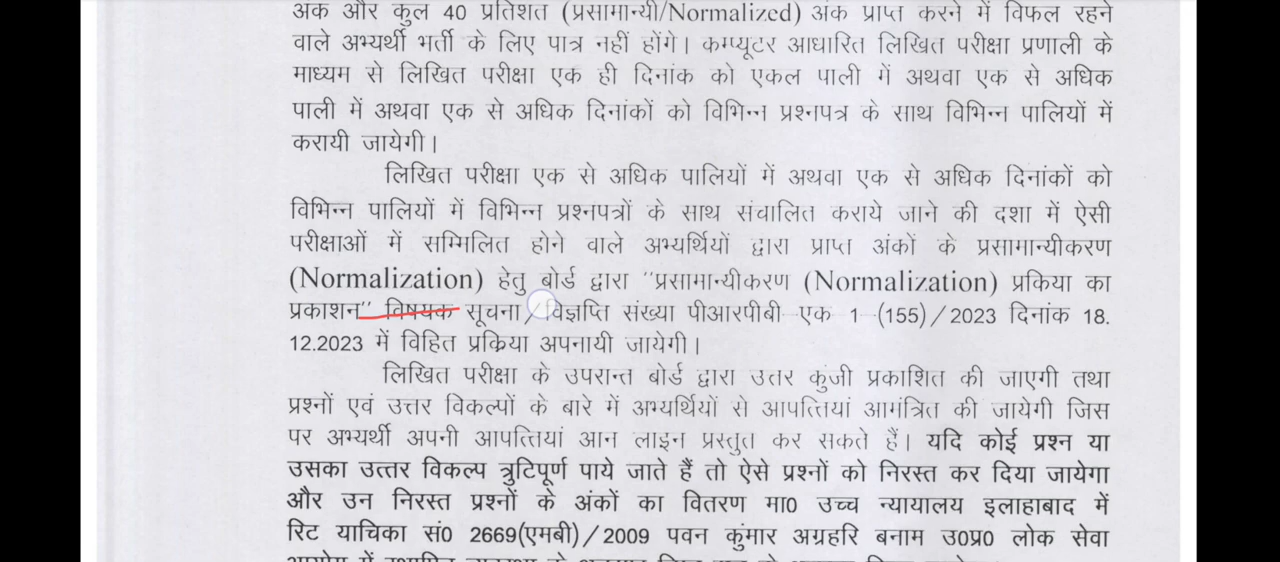 अंक और कुल 40 प्रतिशत (प्रसामान्यी/Normalized) अंक प्राप्त करने में विफल रहने
वाले अभ्यर्थी भर्ती के लिए पात्र नहीं होंगे। कम्प्यूटर आधारित लिखित परीक्षा प्रणाली के
माध्यम से लिखित परीक्षा एक ही दिनांक को एकल पाली में अथवा एक से अधिक
पाली में अथवा एक से अधिक दिनांकों को विभिन्न प्रश्नपत्र के साथ विभिन्न पालियों में
करायी जायेगी।
लिखित परीक्षा एक से अधिक पालियों में अथवा एक से अधिक दिनांकों को
विभिन्न पालियों में विभिन्न प्रश्नपत्रों के साथ संचालित कराये जाने की दशा में ऐसी
परीक्षाओं में सम्मिलित होने वाले अभ्यर्थियों द्वारा प्राप्त अंकों के प्रसामान्यीकरण
(Normalization) हेतु बोर्ड द्वारा "प्रसामान्यीकरण (Normalization) प्रकिया का
प्रकाशन" विषयक सूचना/विज्ञप्ति संख्या पीआरपीबी एक 1 (155)/2023 दिनांक 18.
12.2023 में विहित प्रकिया अपनायी जायेगी।
लिखित परीक्षा के उपरान्त बोर्ड द्वारा उत्तर कुंजी प्रकाशित की जाएगी तथा
प्रश्नों एवं उत्तर विकल्पों के बारे में अभ्यर्थियों से आपत्तियां आमंत्रित की जायेगी जिस
पर अभ्यर्थी अपनी आपत्तियां आन लाइन प्रस्तुत कर सकते हैं। यदि कोई प्रश्न या
उसका उत्तर विकल्प त्रुटिपूर्ण पाये जाते हैं तो ऐसे प्रश्नों को निरस्त कर दिया जायेगा
और उन निरस्त प्रश्नों के अंकों का वितरण मा0 उच्च न्यायालय इलाहाबाद में
रिट याचिका सं0 2669(एमबी)/2009 पवन कुमार अग्रहरि बनाम उ0प्र0 लोक सेवा